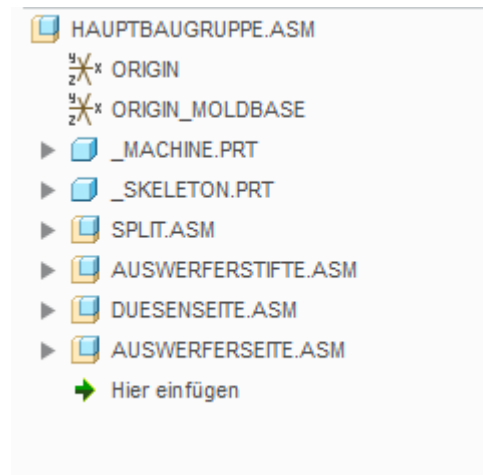 HAUPTBAUGRUPPE.ASM
ORIGIN
ORIGIN_MOLDBASE
_MACHINE.PRT
_SKELETON.PRT
SPLIT.ASM
AUSWERFERSTIFTE.ASM
DUESENSEITE.ASM
AUSWERFERSEITE.ASM
Hier einfügen